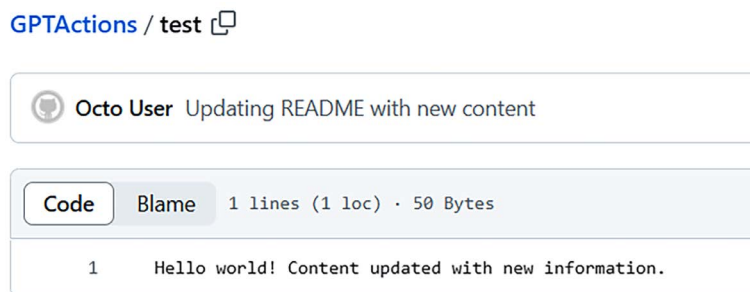 GPTActions / test
Octo User Updating README with new content
Code Blame 1 lines (1 loc) · 50 Bytes
1 Hello world! Content updated with new information.